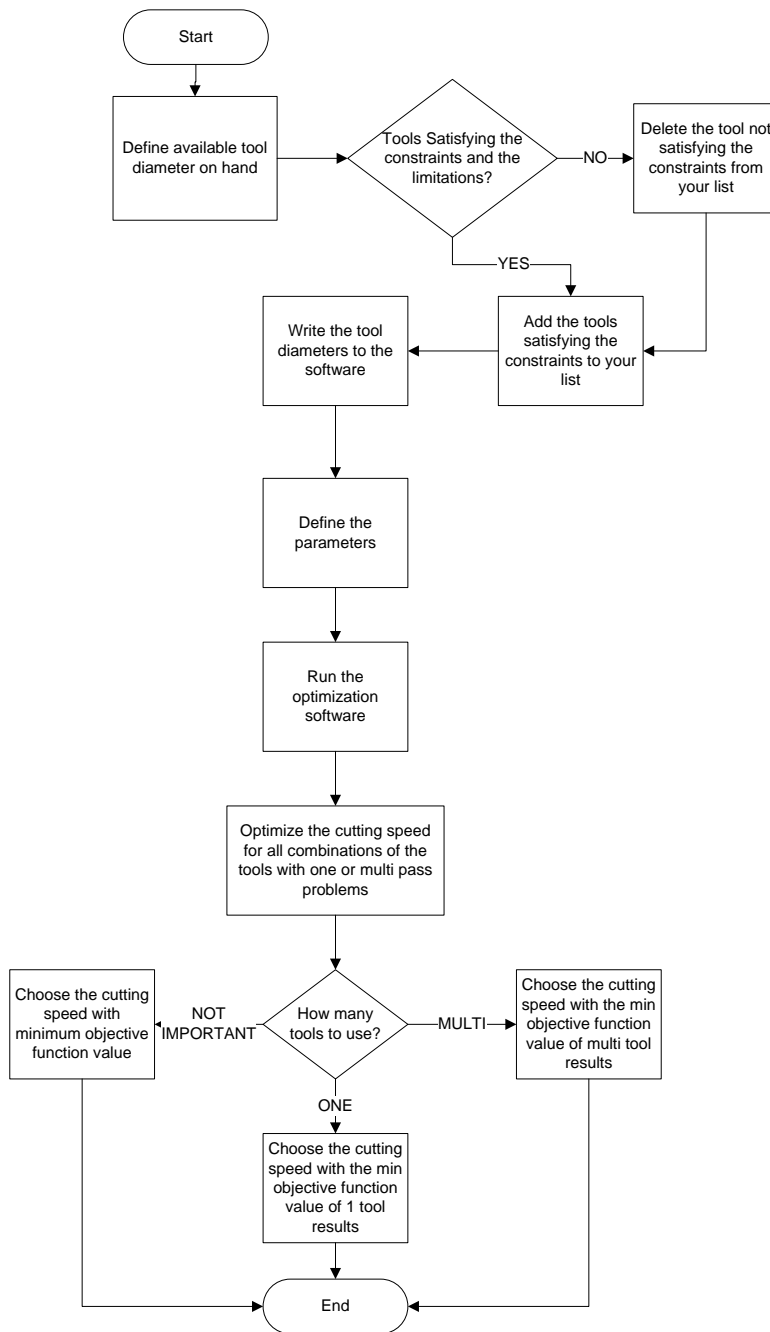 Start
Define available tool
diameter on hand
Tools Satisfying the
constraints and the
limitations?
NO
Delete the tool not
satisfying the
constraints from
your list
YES
Write the tool
diameters to the
software
Add the tools
satisfying the
constraints to your
list
Define the
parameters
Run the
optimization
software
Optimize the cutting speed
for all combinations of the
tools with one or multi pass
problems
Choose the cutting
speed with
minimum objective
function value
NOT
IMPORTANT
How many
tools to use?
MULTI
Choose the cutting
speed with the min
objective function
value of multi tool
results
ONE
Choose the cutting
speed with the min
objective function
value of 1 tool
results
End